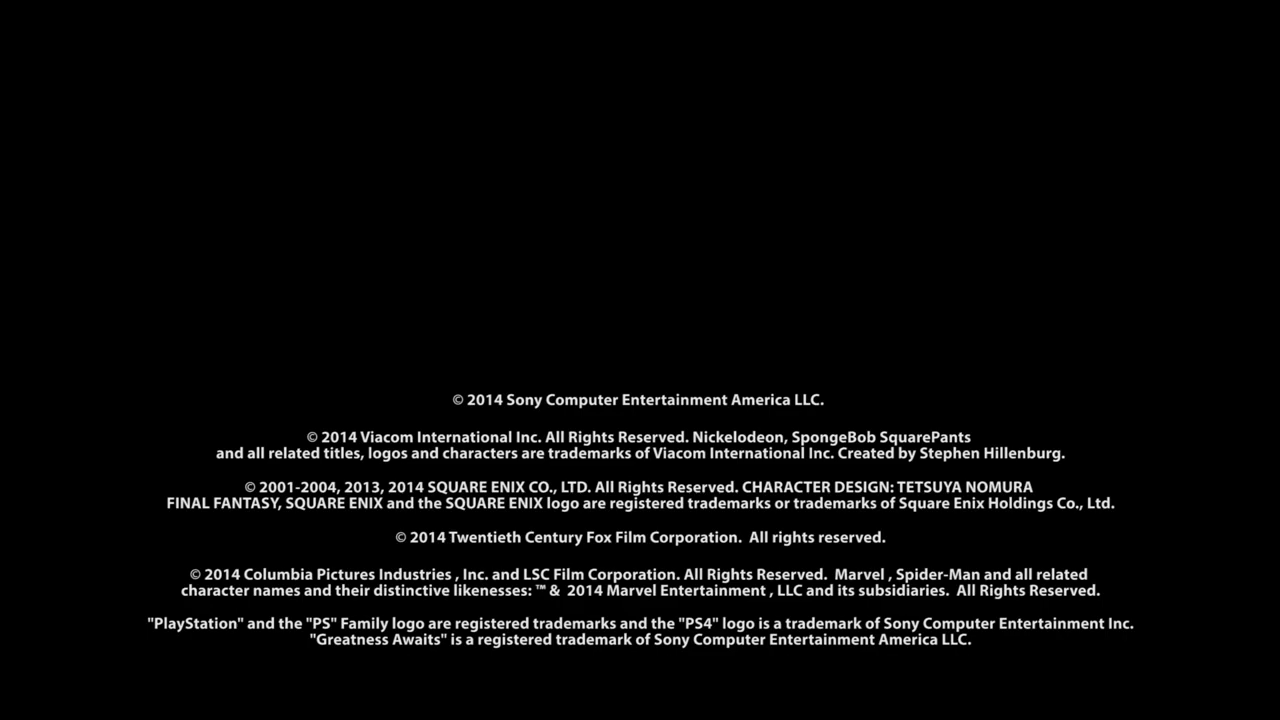 © 2014 Sony Computer Entertainment America LLC.
© 2014 Viacom International Inc. All Rights Reserved. Nickelodeon, SpongeBob SquarePants
and all related titles, logos and characters are trademarks of Viacom International Inc. Created by Stephen Hillenburg.
© 2001-2004, 2013, 2014 SQUARE ENIX CO., LTD. All Rights Reserved. CHARACTER DESIGN: TETSUYA NOMURA
FINAL FANTASY, SQUARE ENIX and the SQUARE ENIX logo are registered trademarks or trademarks of Square Enix Holdings Co., Ltd.
© 2014 Twentieth Century Fox Film Corporation.  All rights reserved.
© 2014 Columbia Pictures Industries , Inc. and LSC Film Corporation. All Rights Reserved.  Marvel , Spider-Man and all related
character names and their distinctive likenesses: ™ &  2014 Marvel Entertainment , LLC and its subsidiaries.  All Rights Reserved.
"PlayStation" and the "PS" Family logo are registered trademarks and the "PS4" logo is a trademark of Sony Computer Entertainment Inc.
"Greatness Awaits" is a registered trademark of Sony Computer Entertainment America LLC.